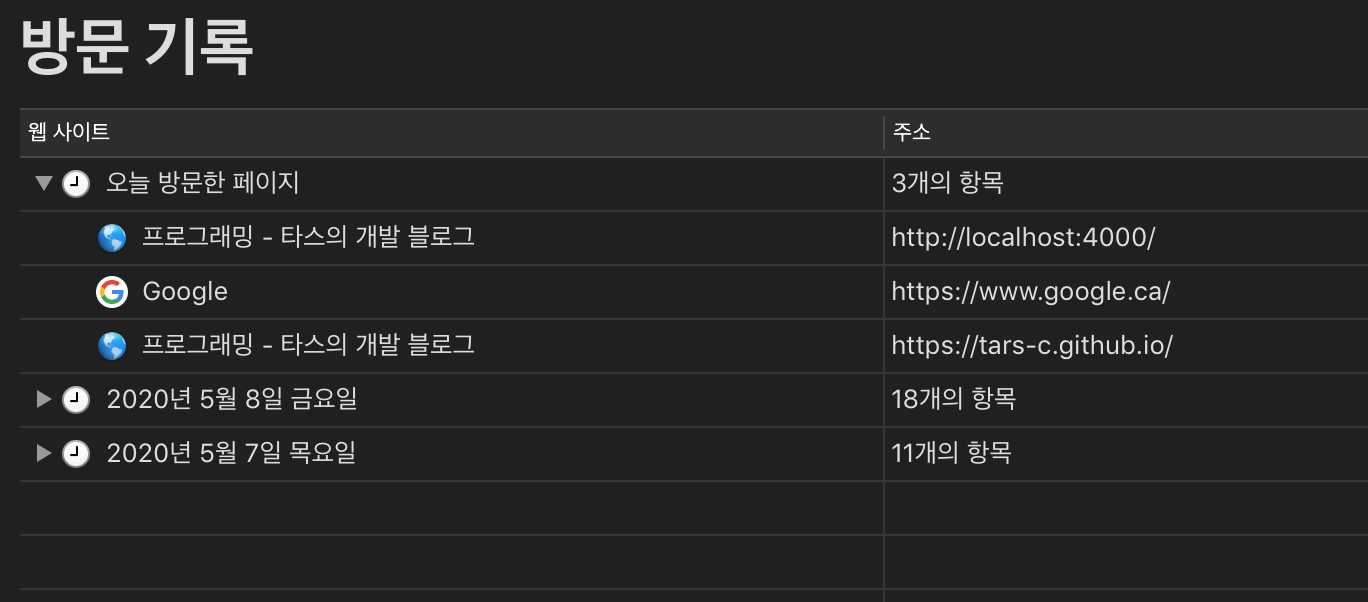 방문 기록
웹 사이트 주소
오늘 방문한 페이지 3개의 항목
프로그래밍 - 타스의 개발 블로그 http://localhost:4000/
Google https://www.google.ca/
프로그래밍 - 타스의 개발 블로그 https://tars-c.github.io/
2020년 5월 8일 금요일 18개의 항목
2020년 5월 7일 목요일 11개의 항목